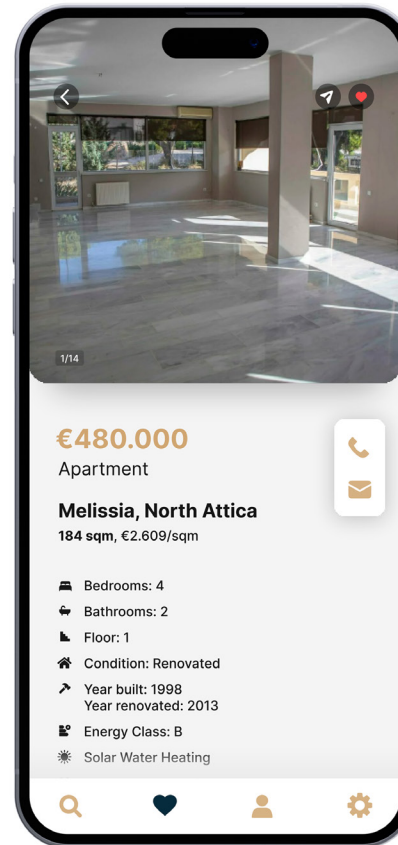 1/14
€480.000
Apartment
Melissia, North Attica
184 sqm, €2.609/sqm
Bedrooms: 4
Bathrooms: 2
Floor: 1
Condition: Renovated
Year built: 1998
Year renovated: 2013
Energy Class: B
Solar Water Heating